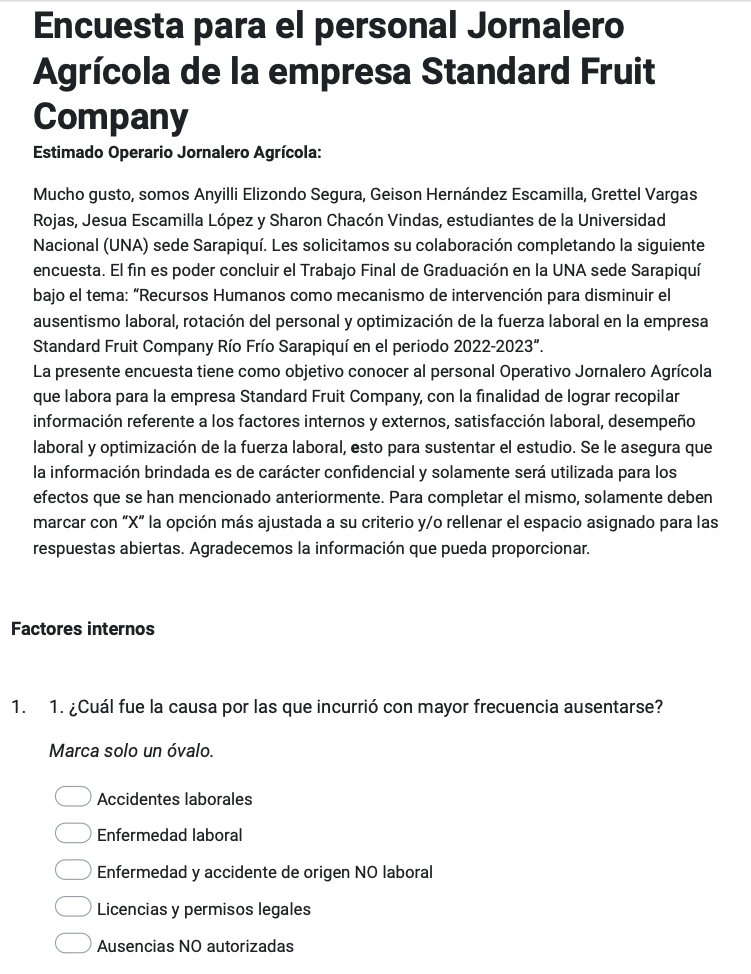 Encuesta para el personal Jornalero
Agrícola de la empresa Standard Fruit
Company
Estimado Operario Jornalero Agrícola:
Mucho gusto, somos Anyilli Elizondo Segura, Geison Hernández Escamilla, Grettel Vargas
Rojas, Jesua Escamilla López y Sharon Chacón Vindas, estudiantes de la Universidad
Nacional (UNA) sede Sarapiquí. Les solicitamos su colaboración completando la siguiente
encuesta. El fin es poder concluir el Trabajo Final de Graduación en la UNA sede Sarapiquí
bajo el tema: “Recursos Humanos como mecanismo de intervención para disminuir el
ausentismo laboral, rotación del personal y optimización de la fuerza laboral en la empresa
Standard Fruit Company Río Frío Sarapiquí en el periodo 2022-2023”.
La presente encuesta tiene como objetivo conocer al personal Operativo Jornalero Agrícola
que labora para la empresa Standard Fruit Company, con la finalidad de lograr recopilar
información referente a los factores internos y externos, satisfacción laboral, desempeño
laboral y optimización de la fuerza laboral, esto para sustentar el estudio. Se le asegura que
la información brindada es de carácter confidencial y solamente será utilizada para los
efectos que se han mencionado anteriormente. Para completar el mismo, solamente deben
marcar con “X” la opción más ajustada a su criterio y/o rellenar el espacio asignado para las
respuestas abiertas. Agradecemos la información que pueda proporcionar.
Factores internos
1. 1. ¿Cuál fue la causa por las que incurrió con mayor frecuencia ausentarse?
Marca solo un óvalo.
Accidentes laborales
Enfermedad laboral
Enfermedad y accidente de origen NO laboral
Licencias y permisos legales
Ausencias NO autorizadas